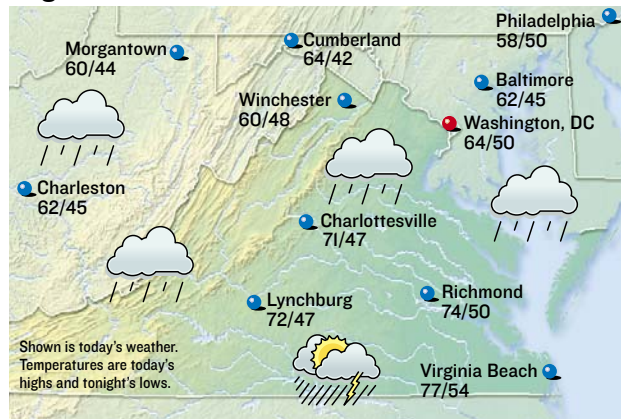 Philadelphia
58/50
Morgantown
60/44
Cumberland
64/42
Baltimore
62/45
Winchester
60/48
Washington, DC
64/50
Charleston
62/45
Charlottesville
71/47
Lynchburg
72/47
Richmond
74/50
Shown is today's weather.
Temperatures are today's
highs and tonight's lows.
Virginia Beach
77/54